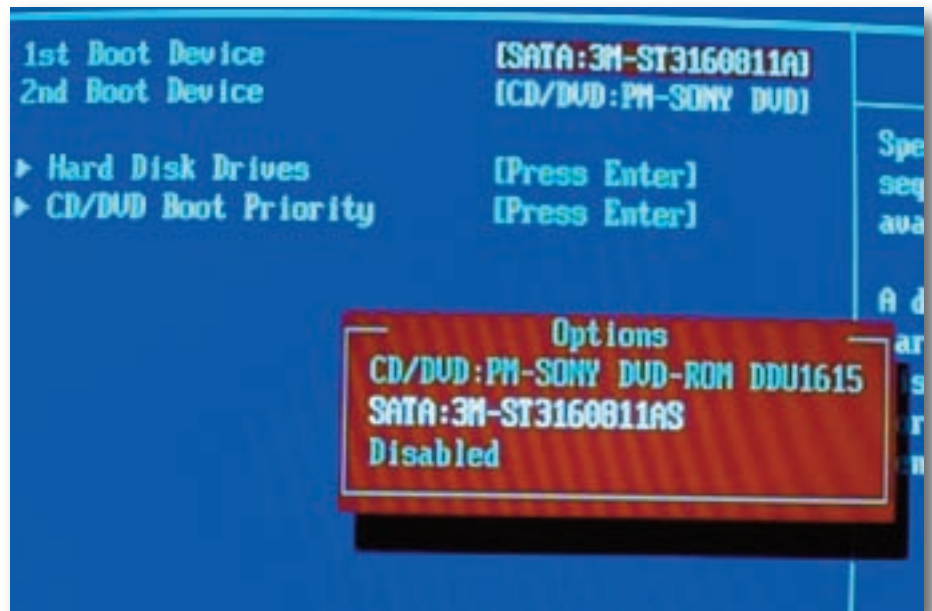 1st Boot Device [SATA:3M-ST3160811A]
2nd Boot Device [CD/DVD:PM-SONY DVD]
▶ Hard Disk Drives [Press Enter]
▶ CD/DVD Boot Priority [Press Enter]
Spe
seq
ava
A d
Options
CD/DVD:PM-SONY DVD-ROM DDU1615
SATA:3M-ST3160811AS
Disabled